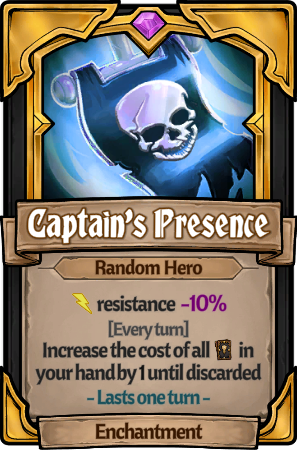 Captain's Presence
Random Hero
resistance -10%
[Every turn]
Increase the cost of all in
your hand by 1 until discarded
- Lasts one turn -
Enchantment